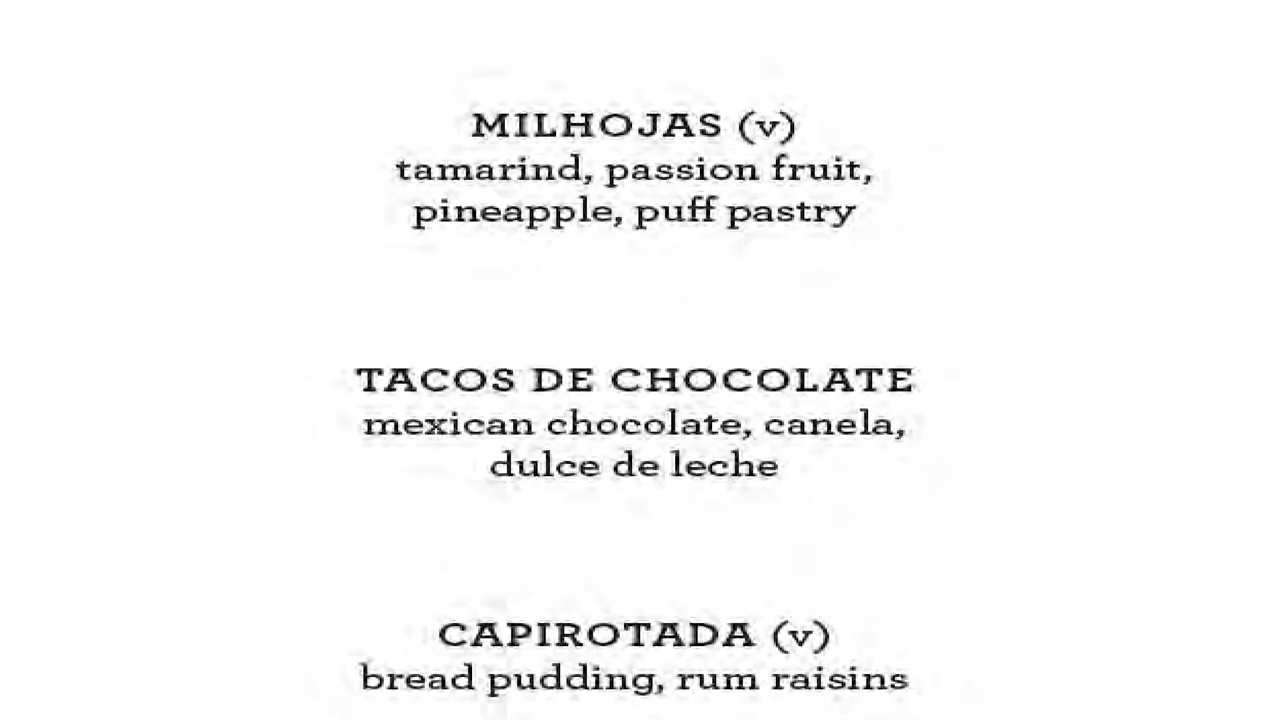 MILHOJAS (v)
tamarind, passion fruit,
pineapple, puff pastry
TACOS DE CHOCOLATE
mexican chocolate, canela,
dulce de leche
CAPIROTADA (v)
bread pudding, rum raisins